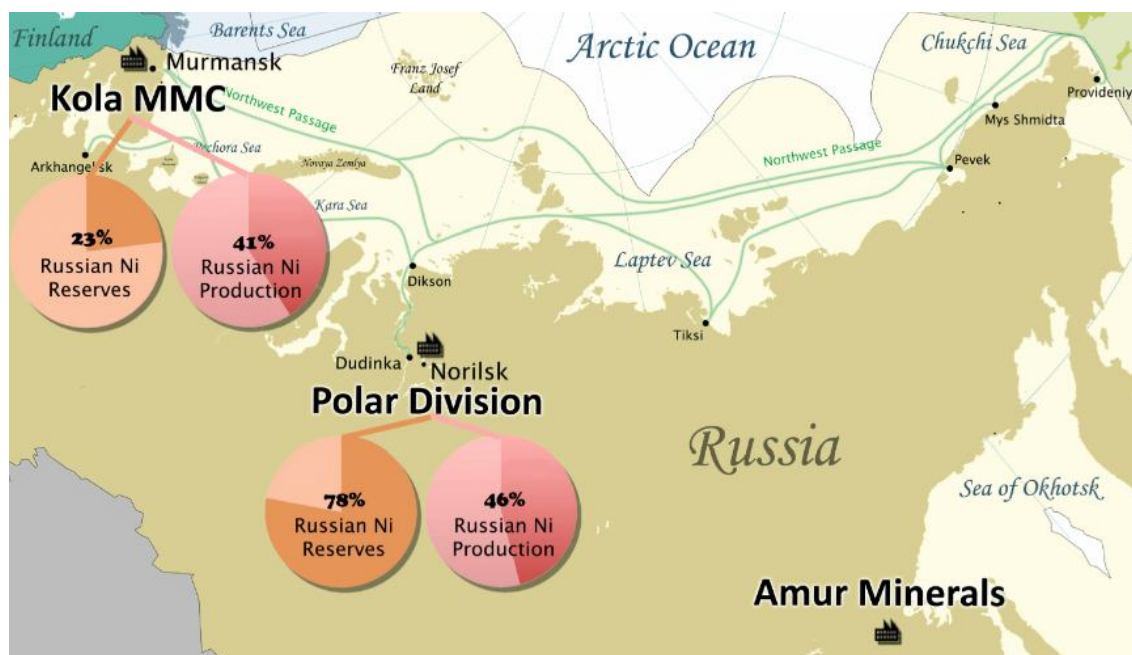 Finland
Barents Sea
Arctic Ocean
Chukchi Sea
Murmansk
Franz Josef
Land
Provideniy
Kola MMC
Northwest Passage
Mys Shmidta
Arkhangelsk
Pechora Sea
Novaya Zemlya
Northwest Passage
Pevek
Kara Sea
23%
Russian Ni
Reserves
41%
Russian Ni
Production
Laptev Sea
Dikson
Tiksi
Dudinka
Norilsk
Polar Division
Russia
78%
Russian Ni
Reserves
46%
Russian Ni
Production
Sea of Okhotsk
Amur Minerals